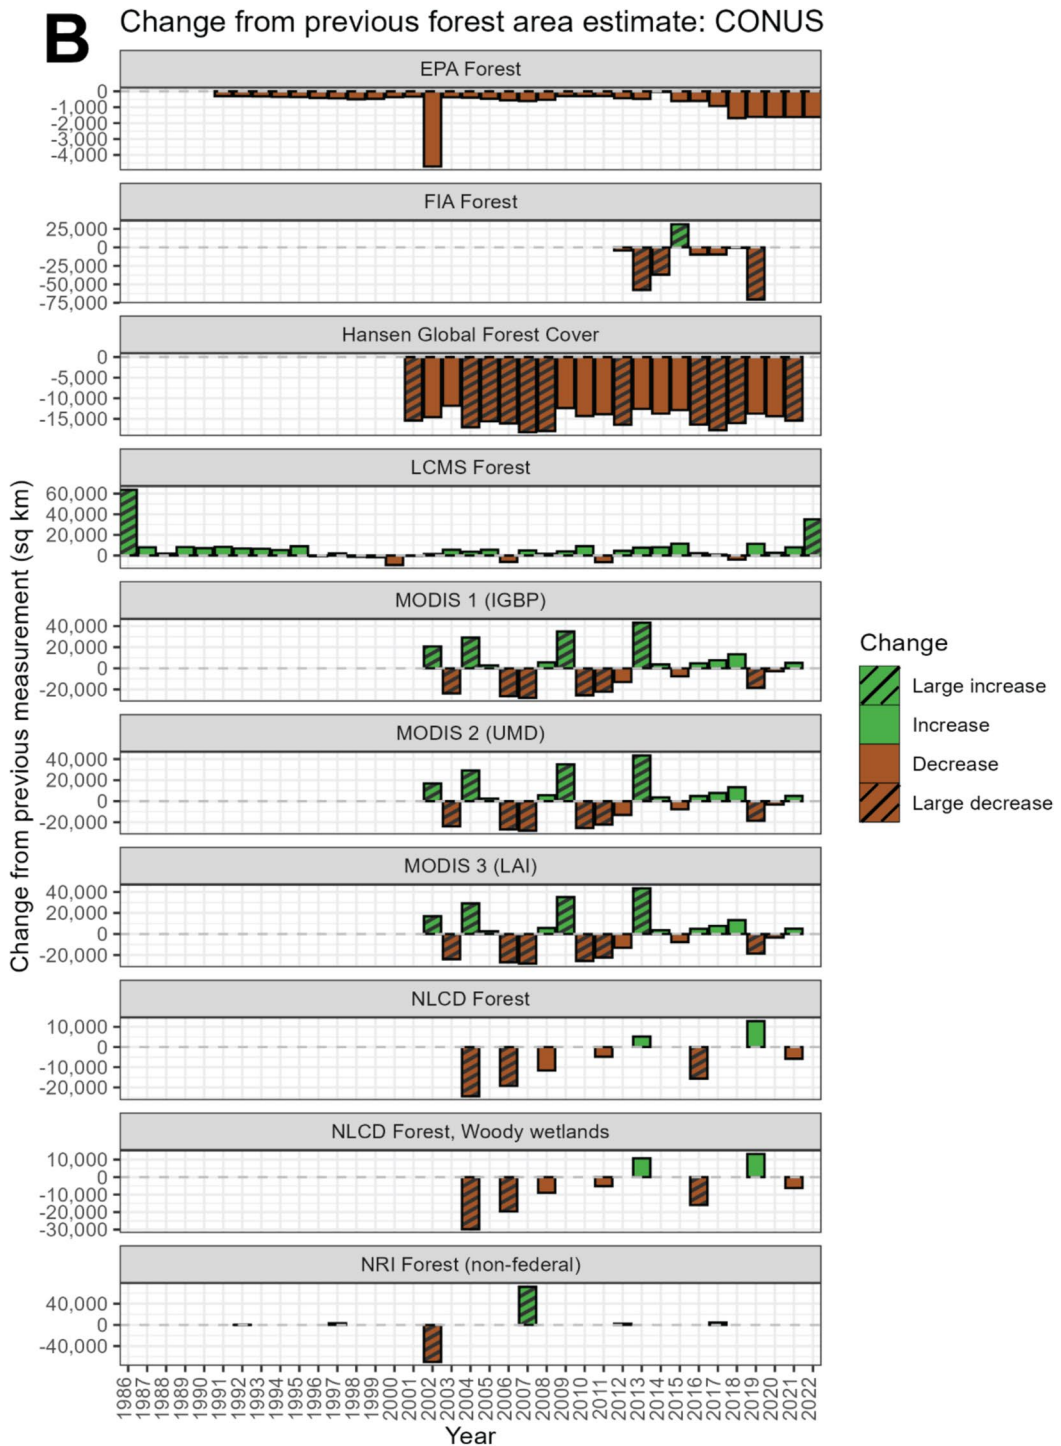 B Change from previous forest area estimate: CONUS
EPA Forest
0
-1,000
-2,000
-3,000
-4,000
FIA Forest
25,000
0
-25,000
-50,000
-75,000
Hansen Global Forest Cover
0
-5,000
-10,000
-15,000
LCMS Forest
60,000
40,000
20,000
0
MODIS 1 (IGBP)
40,000
20,000
0
-20,000
MODIS 2 (UMD)
40,000
20,000
0
-20,000
MODIS 3 (LAI)
40,000
20,000
0
-20,000
NLCD Forest
10,000
0
-10,000
-20,000
NLCD Forest, Woody wetlands
10,000
0
-10,000
-20,000
-30,000
NRI Forest (non-federal)
40,000
0
-40,000
1986 1987 1988 1989 1990 1991 1992 1993 1994 1995 1996 1997 1998 1999 2000 2001 2002 2003 2004 2005 2006 2007 2008 2009 2010 2011 2012 2013 2014 2015 2016 2017 2018 2019 2020 2021 2022
Year
Change from previous measurement (sq km)
Change
Large increase
Increase
Decrease
Large decrease